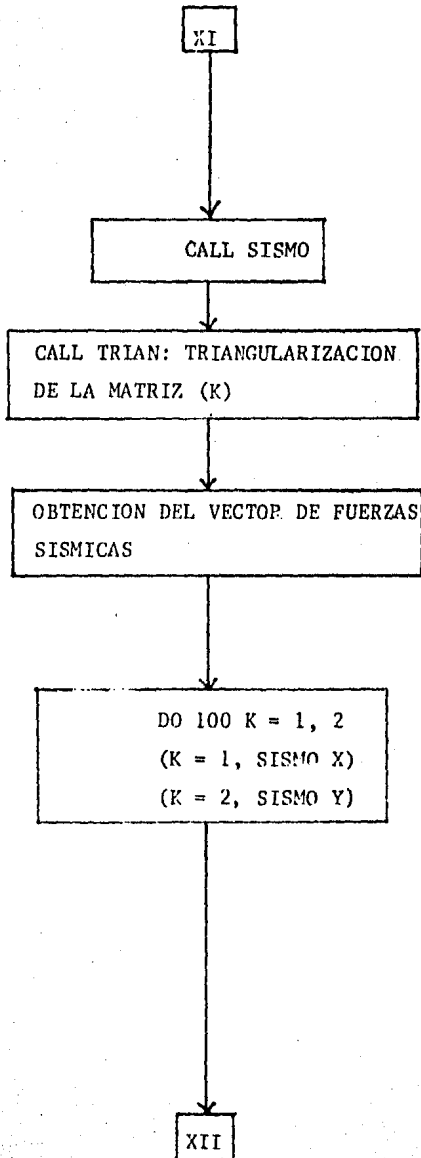 XI
CALL SISMO
CALL TRIAN: TRIANGULARIZACION
DE LA MATRIZ (K)
OBTENCION DEL VECTOR DE FUERZAS
SISMICAS
DO 100 K = 1, 2
(K = 1, SISMO X)
(K = 2, SISMO Y)
XII